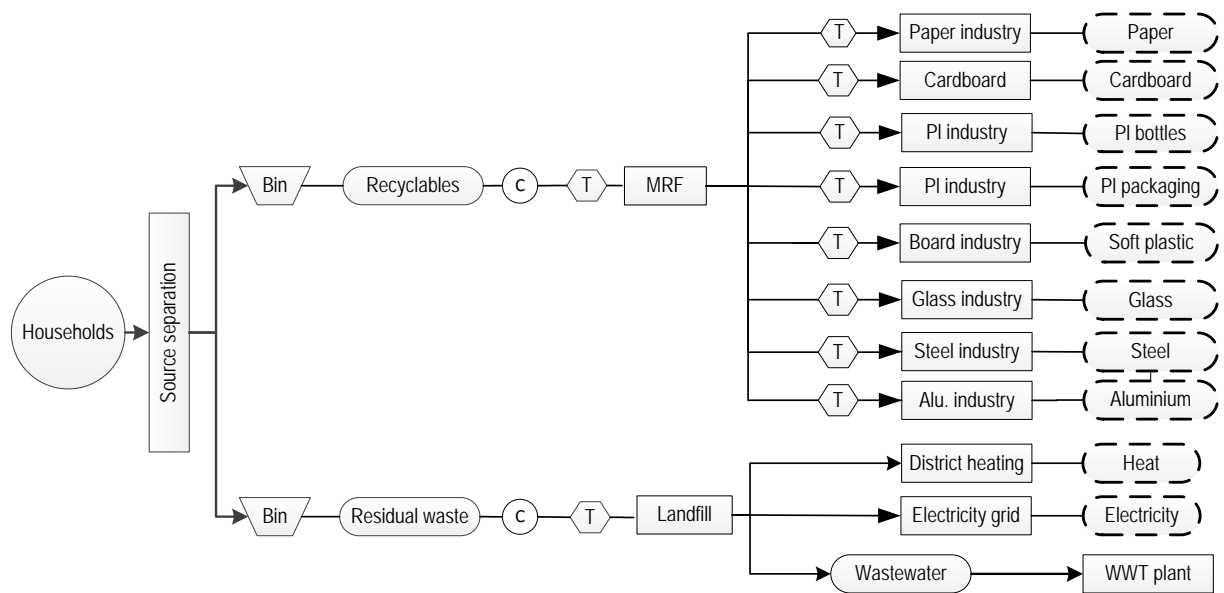 T Paper industry Paper
T Cardboard Cardboard
T Pl industry Pl bottles
Bin Recyclables C T MRF T Pl industry Pl packaging
T Board industry Soft plastic
T Glass industry Glass
Households
Source separation
T Steel industry Steel
T Alu. industry Aluminium
District heating Heat
Bin Residual waste C T Landfill Electricity grid Electricity
Wastewater WWT plant